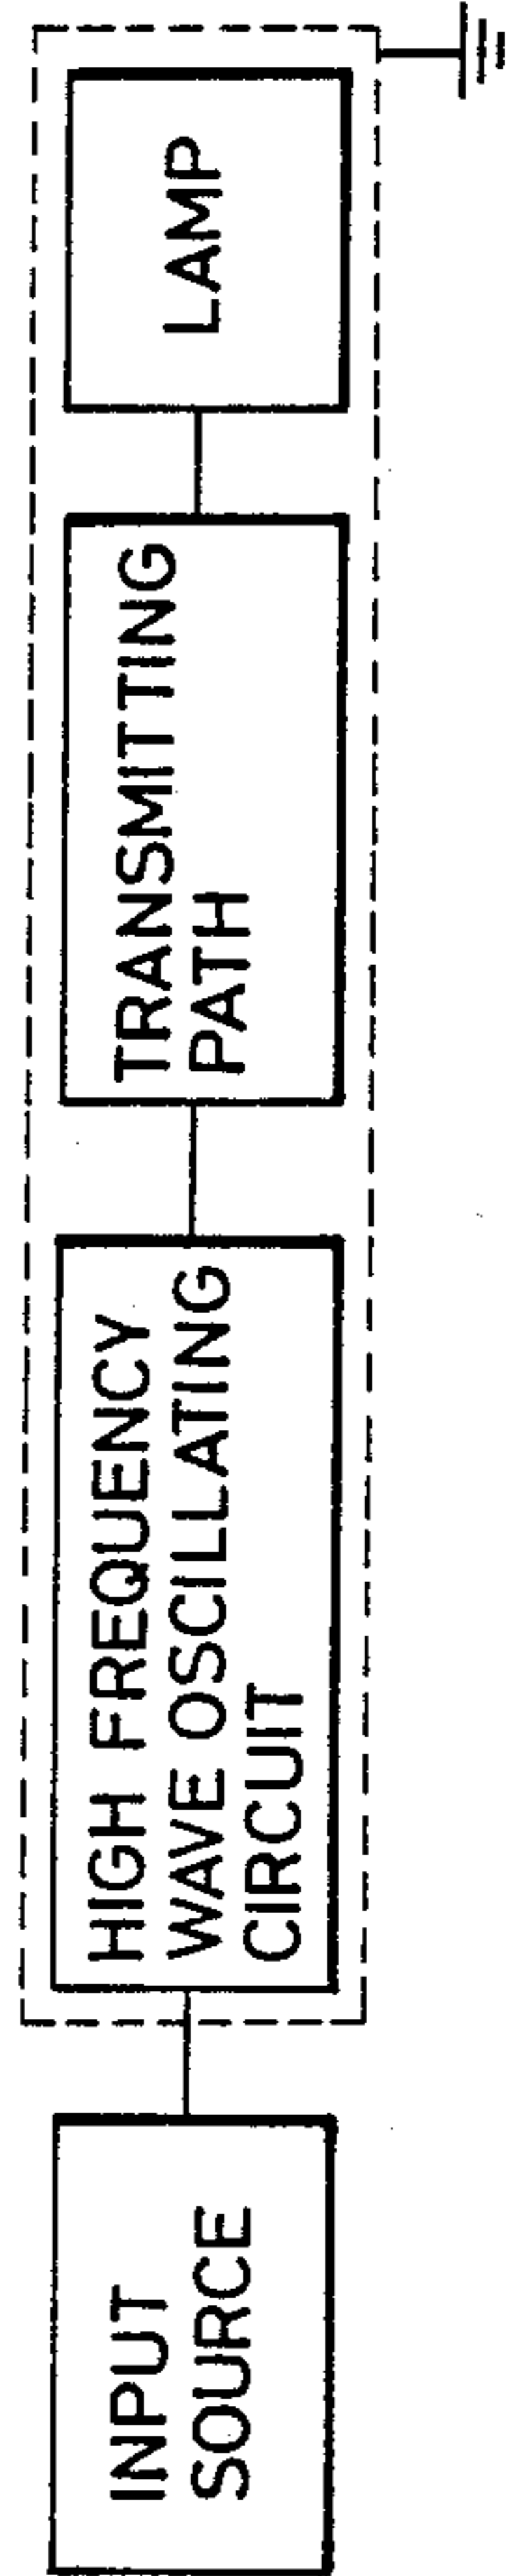 INPUT
SOURCE
HIGH FREQUENCY
WAVE OSCILLATING
CIRCUIT
TRANSMITTING
PATH
LAMP